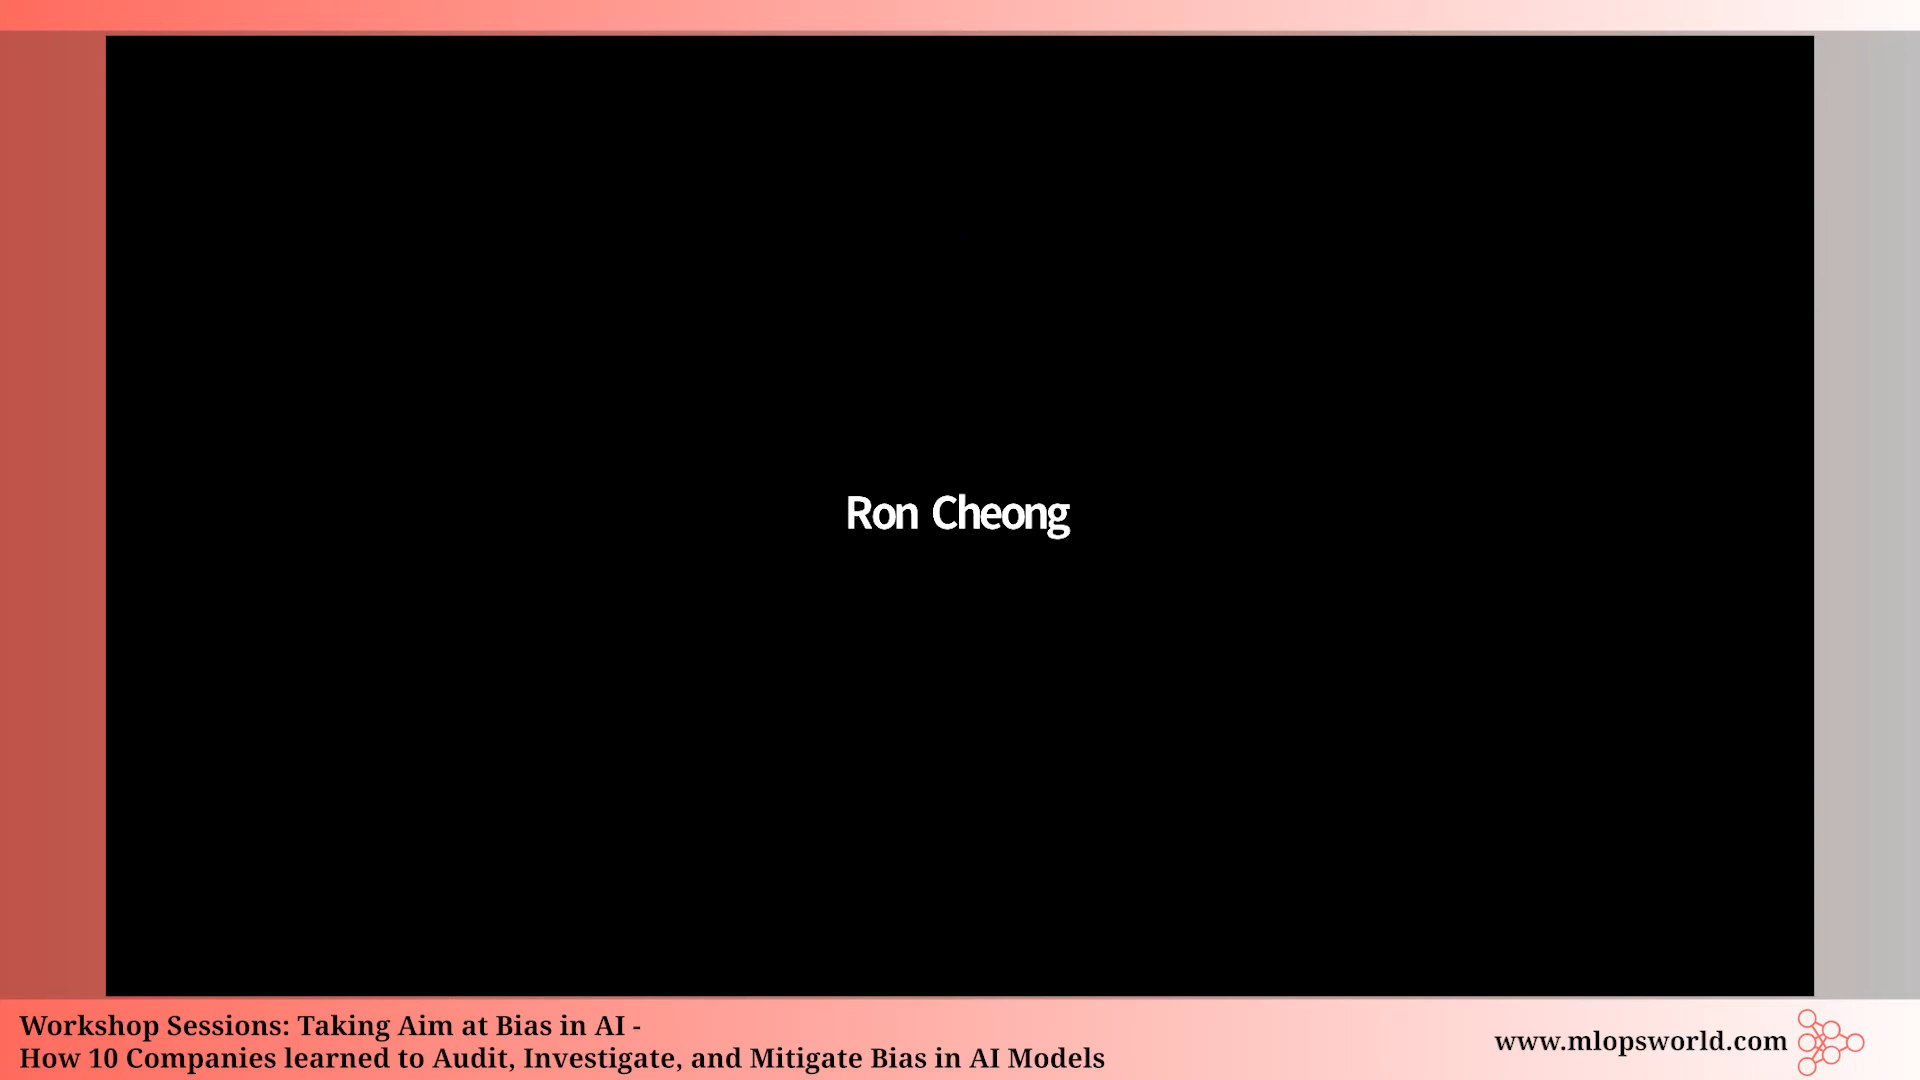 Ron Cheong
Workshop Sessions: Taking Aim at Bias in AI -
How 10 Companies learned to Audit, Investigate, and Mitigate Bias in AI Models
www.mlopsworld.com